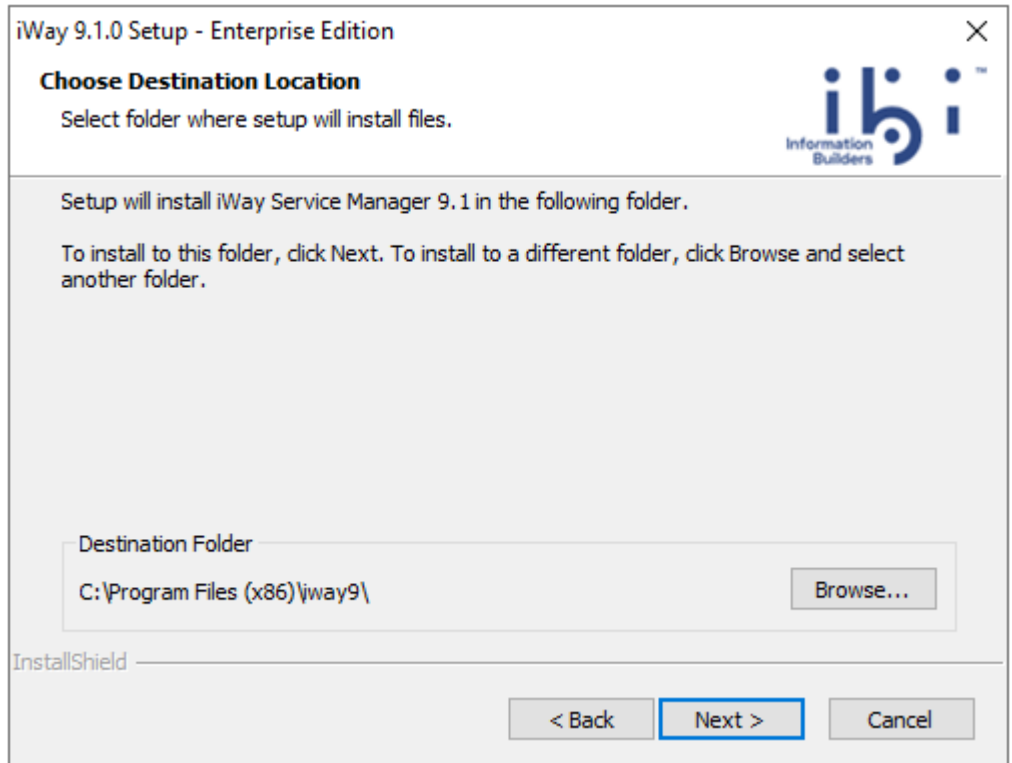 iWay 9.1.0 Setup - Enterprise Edition
Choose Destination Location
Select folder where setup will install files.
ibi ™
Information
Builders
Setup will install iWay Service Manager 9.1 in the following folder.
To install to this folder, click Next. To install to a different folder, click Browse and select
another folder.
Destination Folder
C:\Program Files (x86)\iway9\
Browse...
InstallShield
< Back
Next >
Cancel